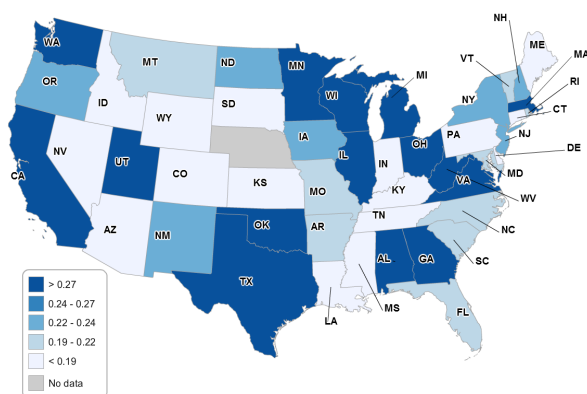 WA
NH
ME
MT
ND
MN
VT
MA
OR
MI
RI
ID
SD
WI
NY
CT
WY
PA
NJ
IA
OH
DE
NV
UT
IL
IN
MD
CA
CO
VA
KS
MO
KY
WV
TN
NC
AZ
NM
OK
AR
SC
TX
AL
GA
MS
LA
FL
> 0.27
0.24 - 0.27
0.22 - 0.24
0.19 - 0.22
< 0.19
No data